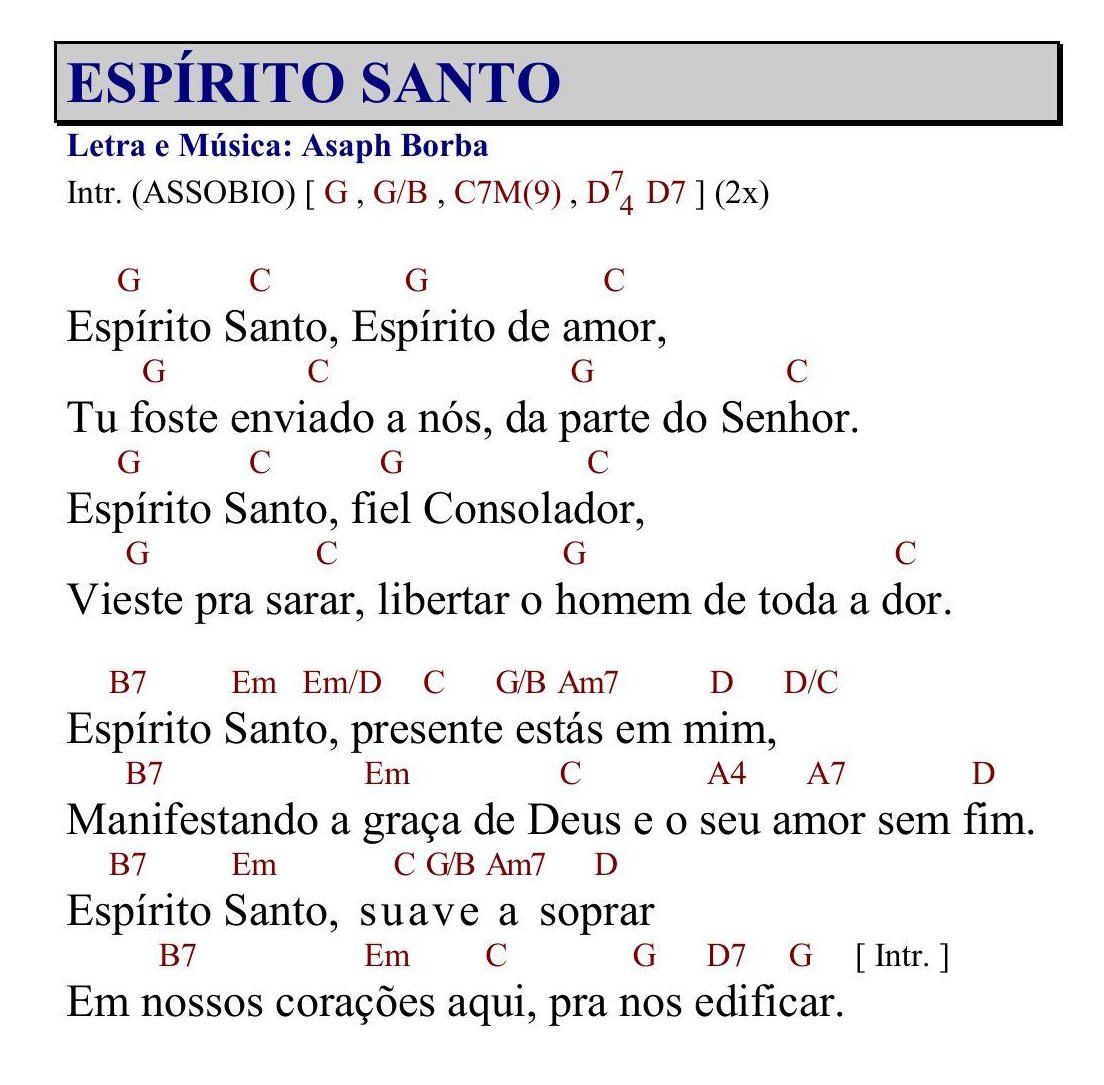 ESPÍRITO SANTO
Letra e Música: Asaph Borba
Intr. (ASSOBIO) [ G , G/B , C7M(9) , D7/4 D7 ] (2x)
G C G C
Espírito Santo, Espírito de amor,
G C G C
Tu foste enviado a nós, da parte do Senhor.
G C G C
Espírito Santo, fiel Consolador,
G C G C
Vieste pra sarar, libertar o homem de toda a dor.
B7 Em Em/D C G/B Am7 D D/C
Espírito Santo, presente estás em mim,
B7 Em C A4 A7 D
Manifestando a graça de Deus e o seu amor sem fim.
B7 Em C G/B Am7 D
Espírito Santo, suave a soprar
B7 Em C G D7 G [ Intr. ]
Em nossos corações aqui, pra nos edificar.